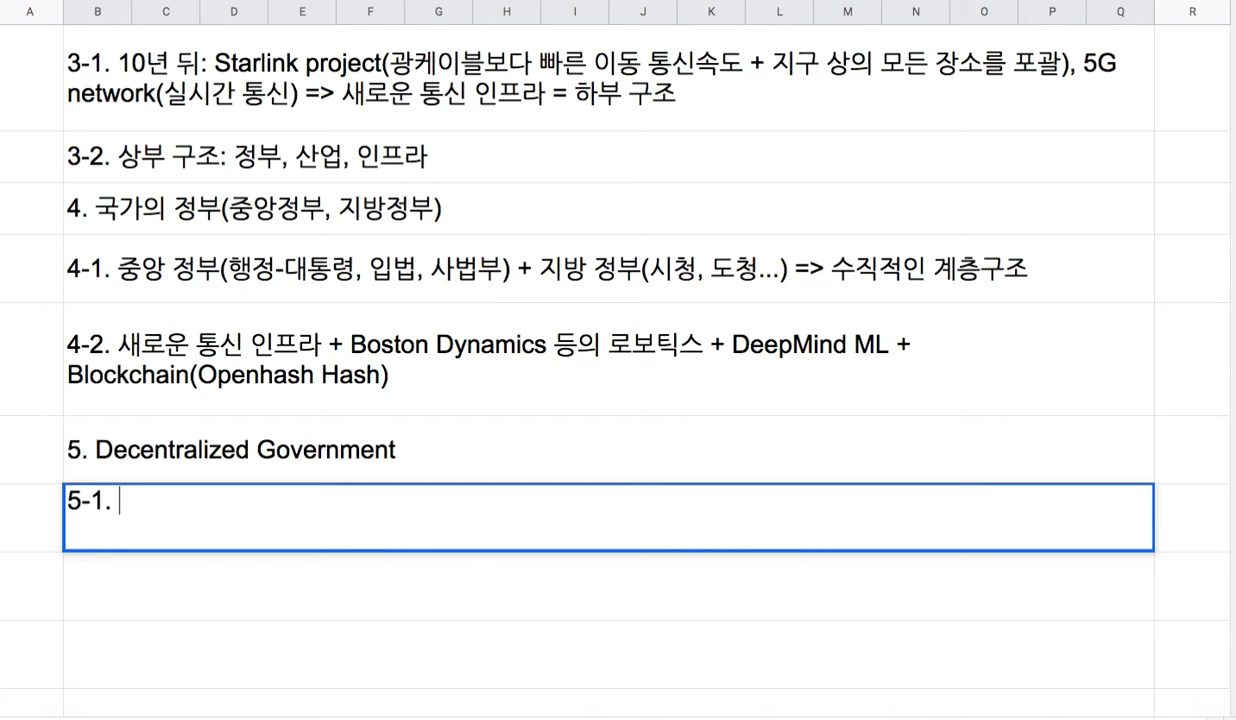 A B C D E F G H I J K L M N O P Q R
3-1. 10년 뒤: Starlink project(광케이블보다 빠른 이동 통신속도 + 지구 상의 모든 장소를 포괄), 5G
network(실시간 통신) => 새로운 통신 인프라 = 하부 구조
3-2. 상부 구조: 정부, 산업, 인프라
4. 국가의 정부(중앙정부, 지방정부)
4-1. 중앙 정부(행정-대통령, 입법, 사법부) + 지방 정부(시청, 도청...) => 수직적인 계층구조
4-2. 새로운 통신 인프라 + Boston Dynamics 등의 로보틱스 + DeepMind ML +
Blockchain(Openhash Hash)
5. Decentralized Government
5-1.